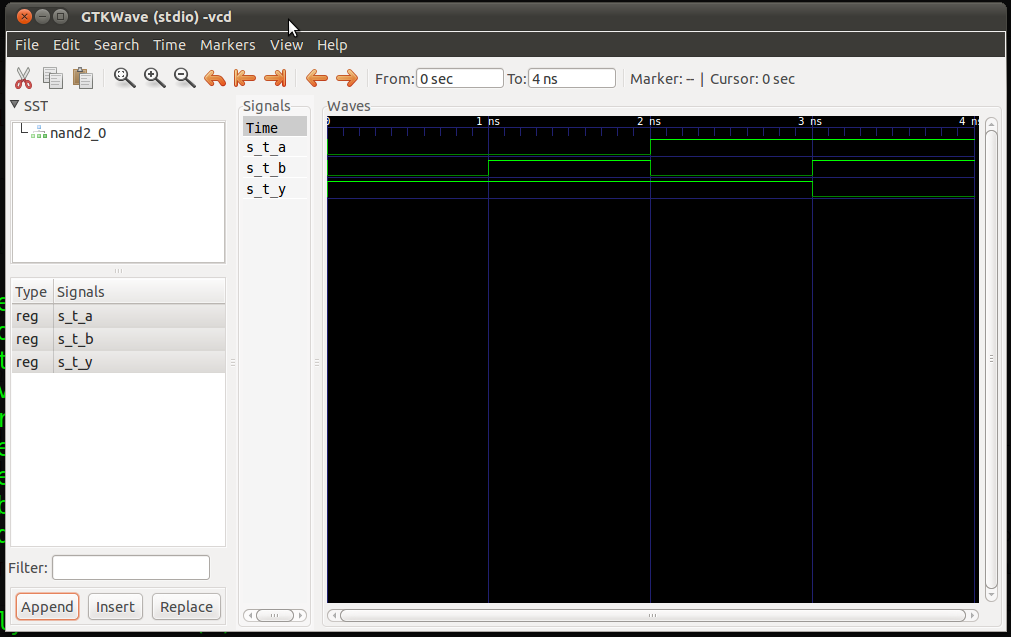 GTKWave (stdio) -vcd
File Edit Search Time Markers View Help
From: 0 sec To: 4 ns Marker: -- | Cursor: 0 sec
SST
nand2_0
Type Signals
reg s_t_a
reg s_t_b
reg s_t_y
Filter:
Append Insert Replace
Signals
Time
s_t_a
s_t_b
s_t_y
Waves
0 1 ns 2 ns 3 ns 4 ns